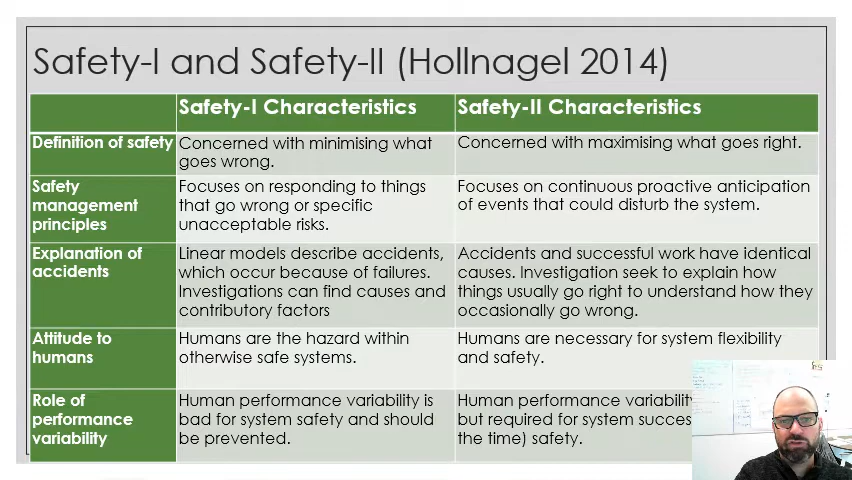 Safety-I and Safety-II (Hollnagel 2014)
Safety-I Characteristics
Safety-II Characteristics
Definition of safety
Concerned with minimising what
goes wrong.
Concerned with maximising what goes right.
Safety
management
principles
Focuses on responding to things
that go wrong or specific
unacceptable risks.
Focuses on continuous proactive anticipation
of events that could disturb the system.
Explanation of
accidents
Linear models describe accidents,
which occur because of failures.
Investigations can find causes and
contributory factors
Accidents and successful work have identical
causes. Investigation seek to explain how
things usually go right to understand how they
occasionally go wrong.
Attitude to
humans
Humans are the hazard within
otherwise safe systems.
Humans are necessary for system flexibility
and safety.
Role of
performance
variability
Human performance variability is
bad for system safety and should
be prevented.
Human performance variability
but required for system
the time) safety.